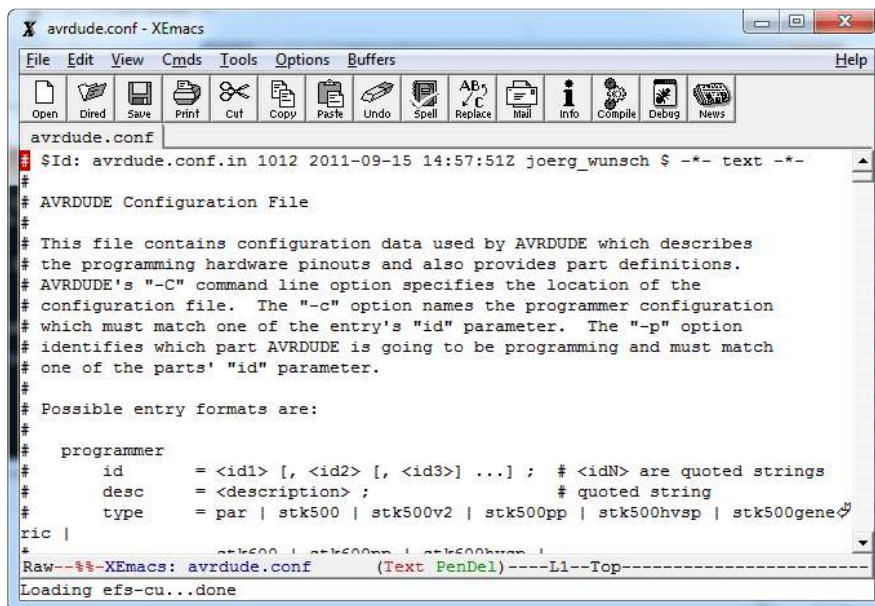 avrdude.conf - XEmacs
File Edit View Cmds Tools Options Buffers Help
Open Dired Save Print Cut Copy Paste Undo Spell Replace Mail Info Compile Debug News
avrdude.conf
# $Id: avrdude.conf.in 1012 2011-09-15 14:57:51Z joerg_wunsch $ -*- text -*-
#
# AVRDUDE Configuration File
#
# This file contains configuration data used by AVRDUDE which describes
# the programming hardware pinouts and also provides part definitions.
# AVRDUDE's "-C" command line option specifies the location of the
# configuration file.  The "-c" option names the programmer configuration
# which must match one of the entry's "id" parameter.  The "-p" option
# identifies which part AVRDUDE is going to be programming and must match
# one of the parts' "id" parameter.
#
# Possible entry formats are:
#
#   programmer
#       id       = <id1> [, <id2> [, <id3>] ...] ;  # <idN> are quoted strings
#       desc     = <description> ;                  # quoted string
#       type     = par | stk500 | stk500v2 | stk500pp | stk500hvsp | stk500gene
ric |
#                  stk600 | stk600pp | stk600hvsp |
Raw--%%-XEmacs: avrdude.conf      (Text PenDel)----L1--Top-------------------------
Loading efs-cu...done